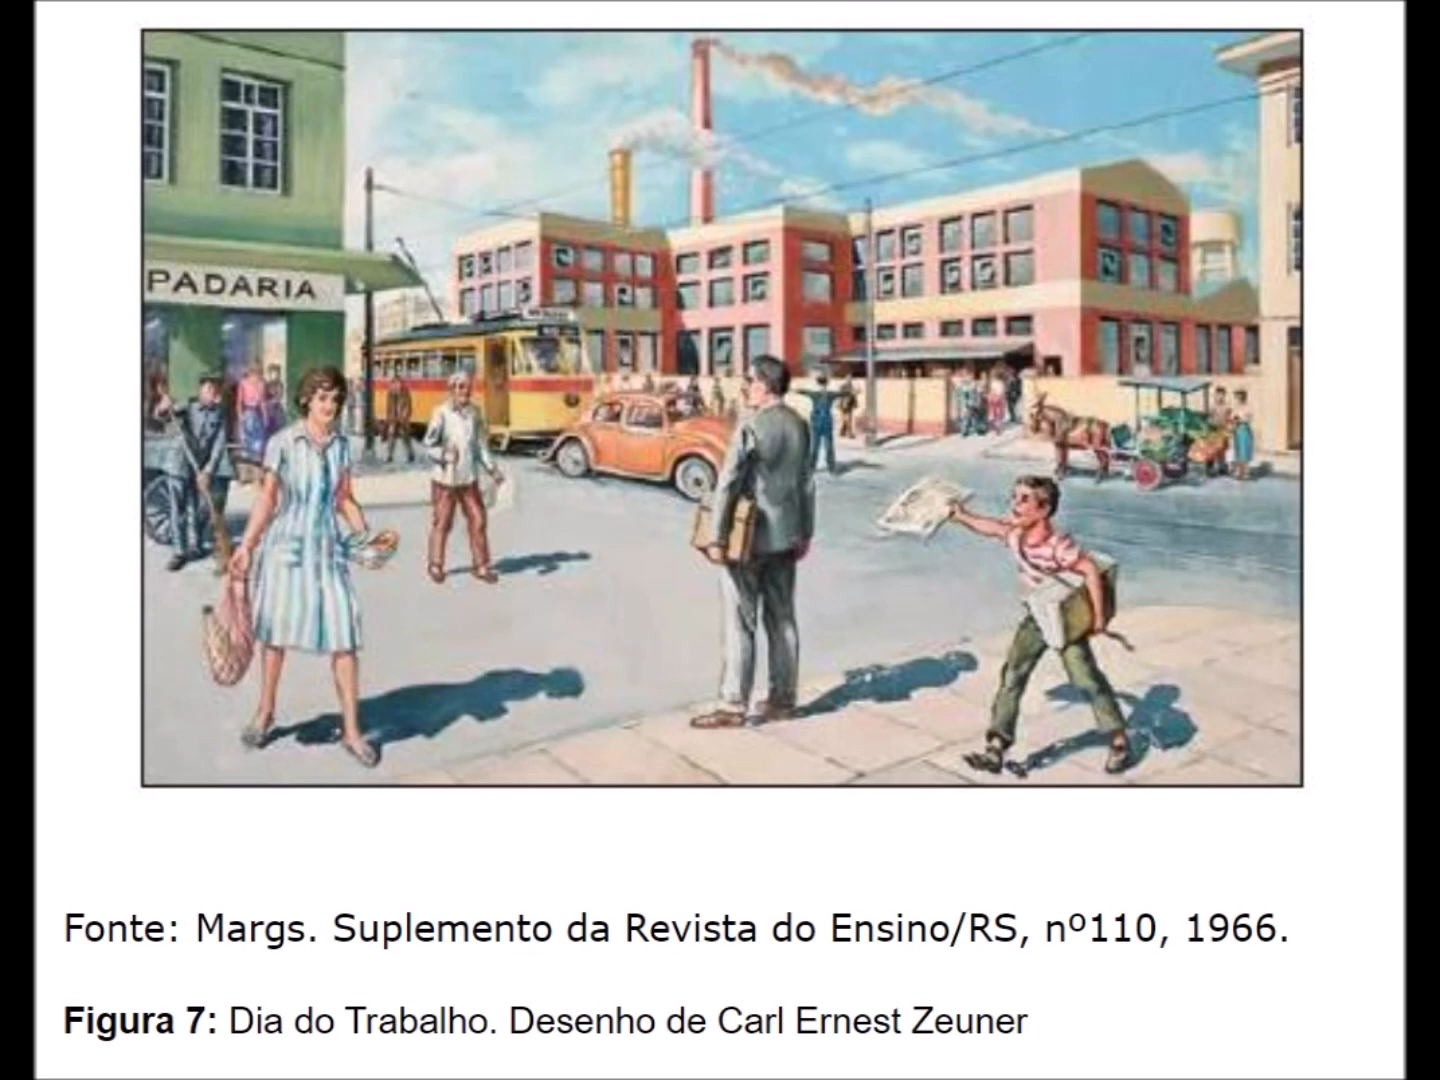 PADARIA
Fonte: Margs. Suplemento da Revista do Ensino/RS, nº110, 1966.
Figura 7: Dia do Trabalho. Desenho de Carl Ernest Zeuner